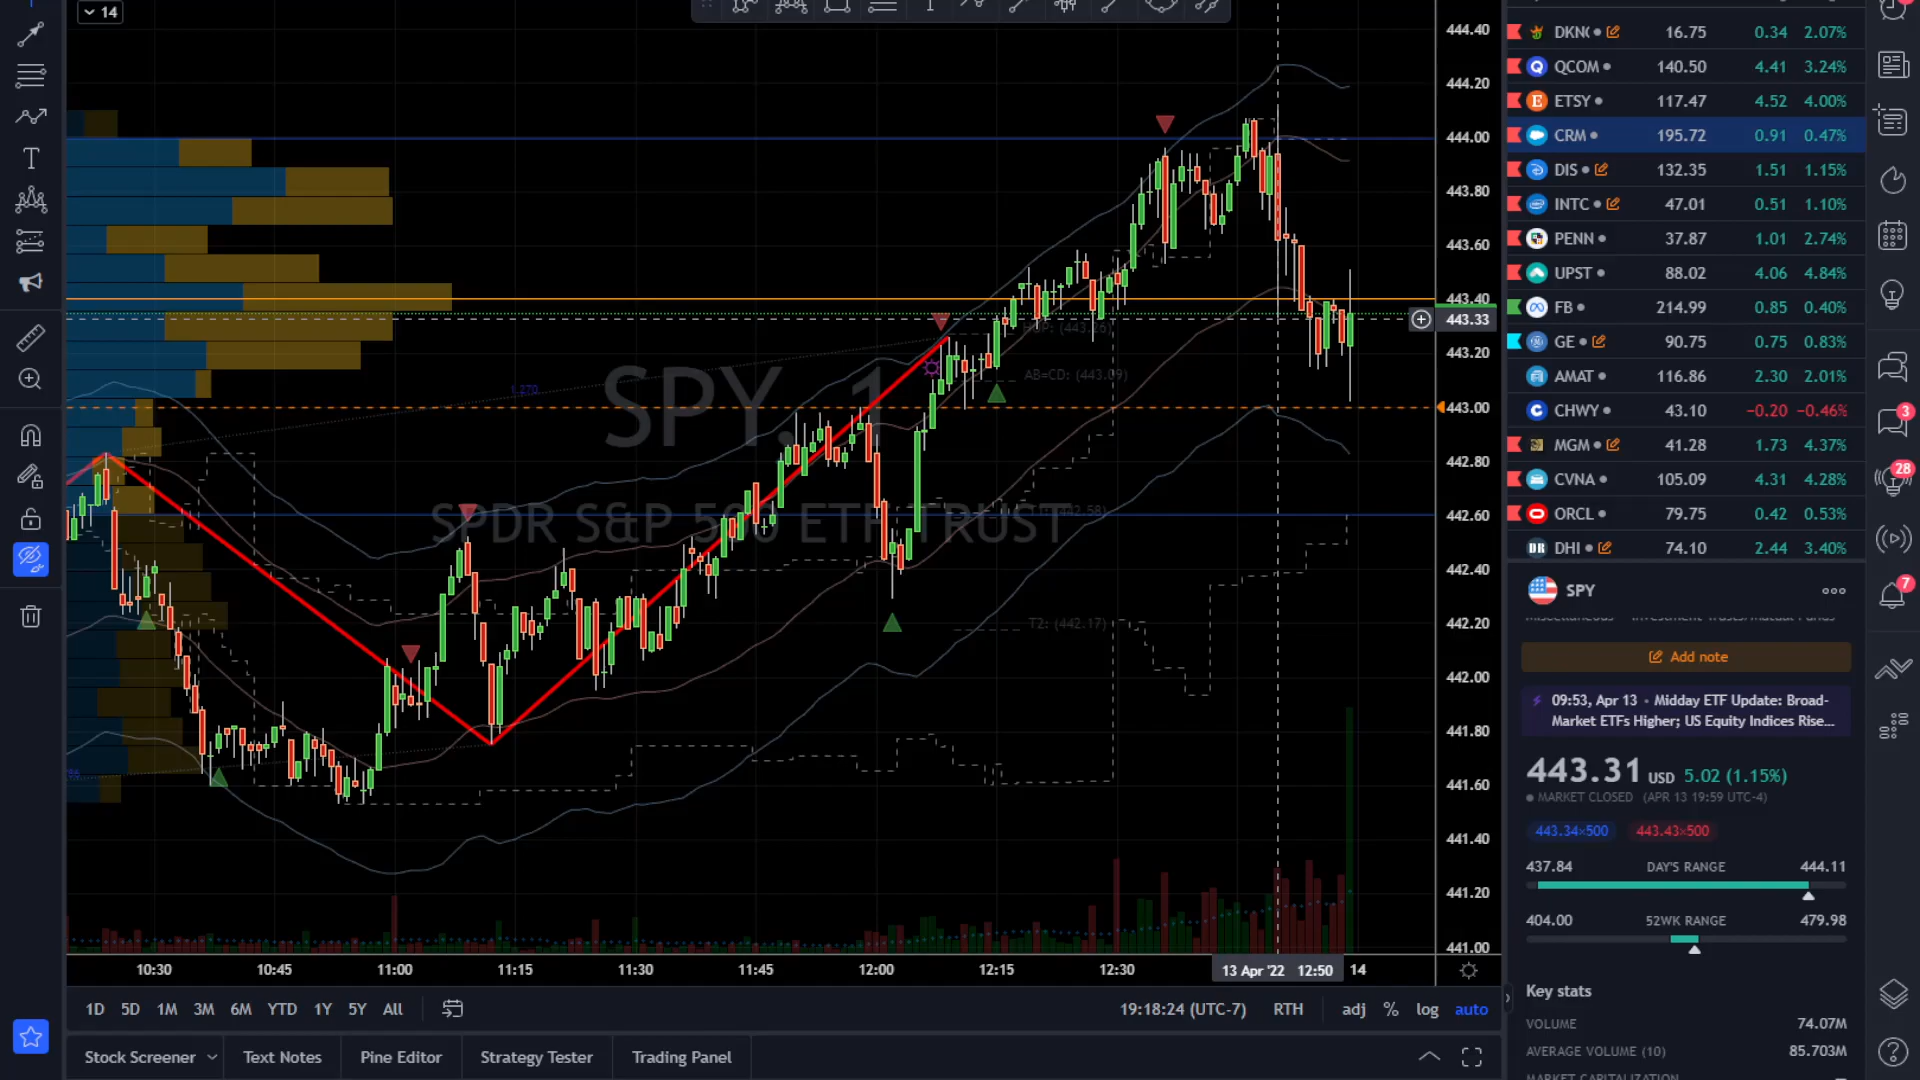 14
444.40
444.20
444.00
443.80
443.60
443.40
443.33
443.20
443.00
442.80
442.60
442.40
442.20
442.00
441.80
441.60
441.40
441.20
441.00
SPY, 1
SPDR S&P 500 ETF TRUST
1.270
AB=CD: (443.09)
T2: (442.17)
10:30
10:45
11:00
11:15
11:30
11:45
12:00
12:15
12:30
13 Apr '22 12:50
14
1D 5D 1M 3M 6M YTD 1Y 5Y All
19:18:24 (UTC-7) RTH adj % log auto
Stock Screener
Text Notes
Pine Editor
Strategy Tester
Trading Panel
DKNG 16.75 0.34 2.07%
QCOM 140.50 4.41 3.24%
ETSY 117.47 4.52 4.00%
CRM 195.72 0.91 0.47%
DIS 132.35 1.51 1.15%
INTC 47.01 0.51 1.10%
PENN 37.87 1.01 2.74%
UPST 88.02 4.06 4.84%
FB 214.99 0.85 0.40%
GE 90.75 0.75 0.83%
AMAT 116.86 2.30 2.01%
CHWY 43.10 −0.20 −0.46%
MGM 41.28 1.73 4.37%
CVNA 105.09 4.31 4.28%
ORCL 79.75 0.42 0.53%
DHI 74.10 2.44 3.40%
SPY
Add note
09:53, Apr 13 • Midday ETF Update: Broad-
Market ETFs Higher; US Equity Indices Rise...
443.31 USD 5.02 (1.15%)
MARKET CLOSED (APR 13 19:59 UTC-4)
443.34×500 443.43×500
437.84 DAY'S RANGE 444.11
404.00 52WK RANGE 479.98
Key stats
VOLUME 74.07M
AVERAGE VOLUME (10) 85.703M
3
28
7